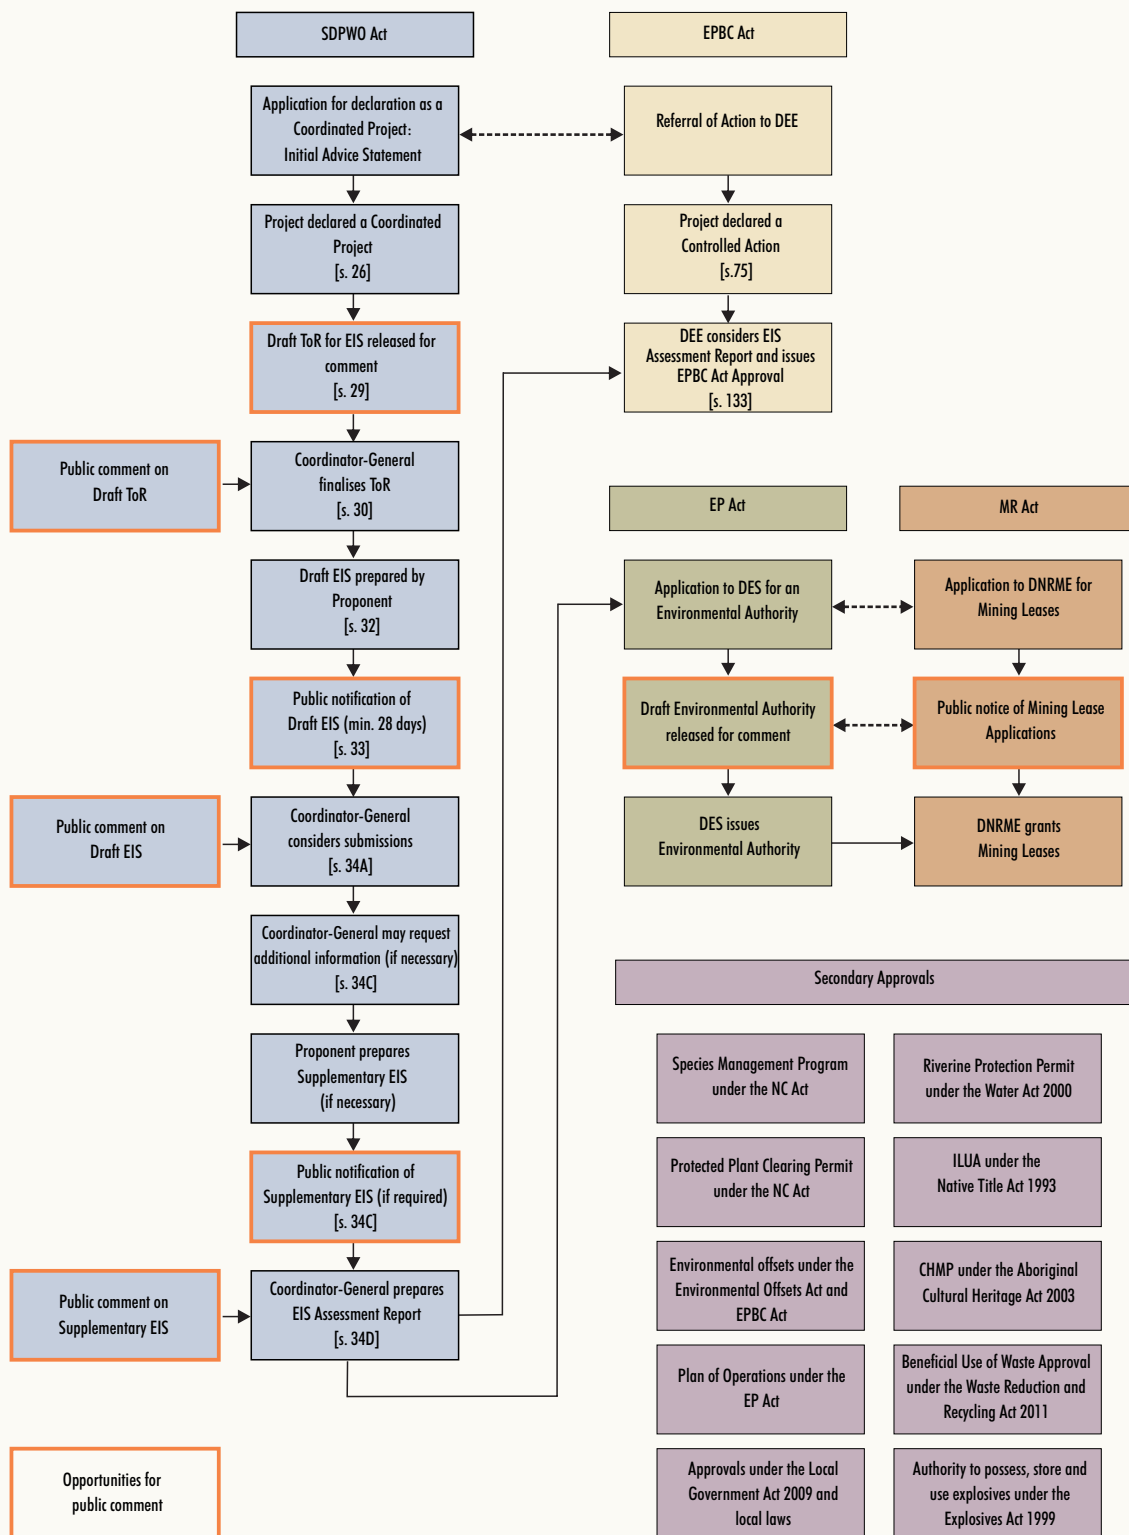 SDPWO Act
EPBC Act
Application for declaration as a
Coordinated Project:
Initial Advice Statement
Referral of Action to DEE
Project declared a Coordinated
Project
[s. 26]
Project declared a
Controlled Action
[s.75]
Draft ToR for EIS released for
comment
[s. 29]
DEE considers EIS
Assessment Report and issues
EPBC Act Approval
[s. 133]
Public comment on
Draft ToR
Coordinator-General
finalises ToR
[s. 30]
EP Act
MR Act
Draft EIS prepared by
Proponent
[s. 32]
Application to DES for an
Environmental Authority
Application to DNRME for
Mining Leases
Public notification of
Draft EIS (min. 28 days)
[s. 33]
Draft Environmental Authority
released for comment
Public notice of Mining Lease
Applications
Public comment on
Draft EIS
Coordinator-General
considers submissions
[s. 34A]
DES issues
Environmental Authority
DNRME grants
Mining Leases
Coordinator-General may request
additional information (if necessary)
[s. 34C]
Secondary Approvals
Proponent prepares
Supplementary EIS
(if necessary)
Species Management Program
under the NC Act
Riverine Protection Permit
under the Water Act 2000
Public notification of
Supplementary EIS (if required)
[s. 34C]
Protected Plant Clearing Permit
under the NC Act
ILUA under the
Native Title Act 1993
Public comment on
Supplementary EIS
Coordinator-General prepares
EIS Assessment Report
[s. 34D]
Environmental offsets under the
Environmental Offsets Act and
EPBC Act
CHMP under the Aboriginal
Cultural Heritage Act 2003
Plan of Operations under the
EP Act
Beneficial Use of Waste Approval
under the Waste Reduction and
Recycling Act 2011
Opportunities for
public comment
Approvals under the Local
Government Act 2009 and
local laws
Authority to possess, store and
use explosives under the
Explosives Act 1999